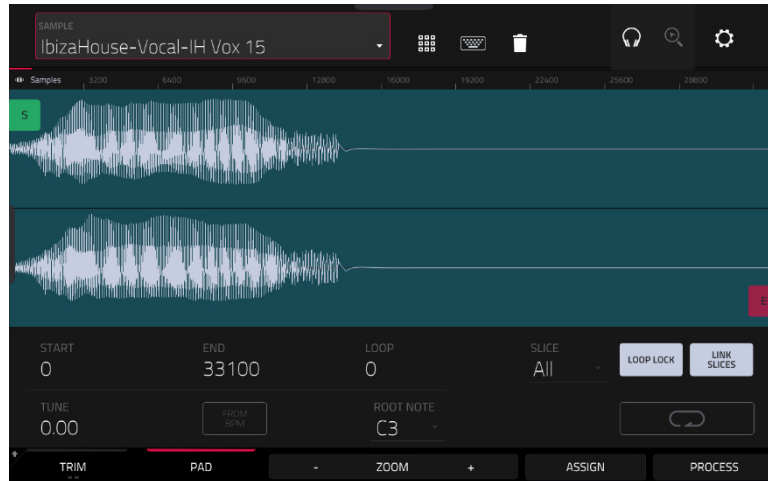 SAMPLE
IbizaHouse-Vocal-IH Vox 15
Samples 3200 6400 9600 12800 16000 19200 22400 25600 28800
S
E
START END LOOP SLICE
0 33100 0 All
LOOP LOCK
LINK SLICES
TUNE ROOT NOTE
0.00 C3
FROM BPM
TRIM PAD - ZOOM + ASSIGN PROCESS